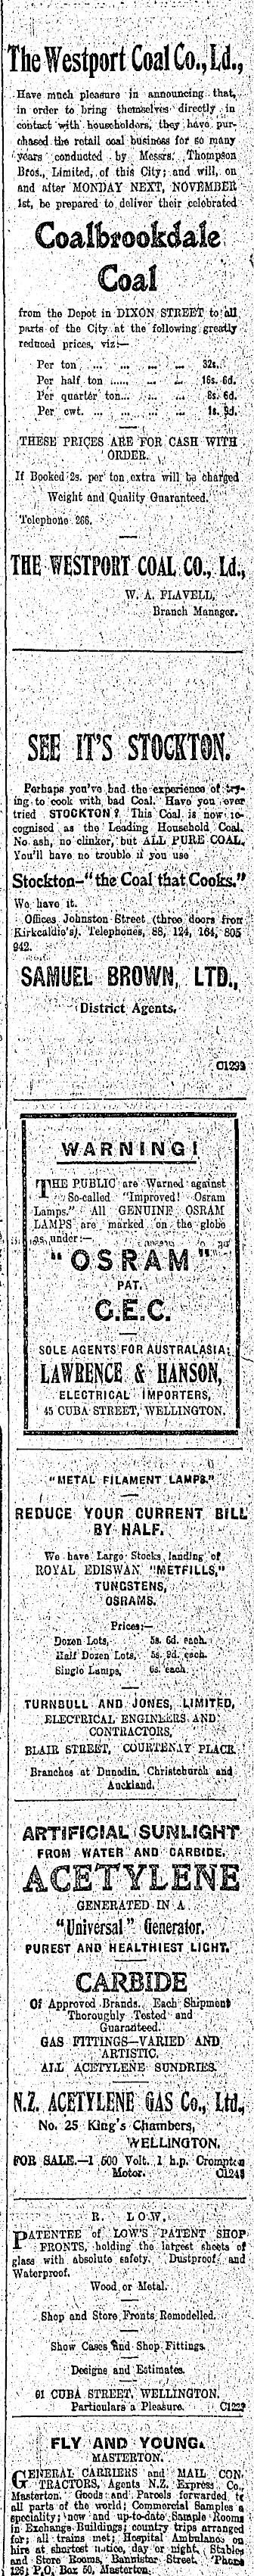 The Westport Coal Co., Ld.,
Have much pleasure in announcing that,
in order to bring themselves directly in
contact with householders, they have pur-
chased the retail coal business for so many
years conducted by Messrs. Thompson
Bros., Limited, of this City; and will, on
and after MONDAY NEXT, NOVEMBER
1st, be prepared to deliver their celebrated
Coalbrookdale
Coal
from the Depot in DIXON STREET to all
parts of the City at the following greatly
reduced prices, viz:—
Per ton ... ... ... ... 32s.
Per half ton ...... ... ... 16s. 6d.
Per quarter ton... ... ... 8s. 6d.
Per cwt. ... ... ... ... 1s. 9d.
THESE PRICES ARE FOR CASH WITH
ORDER.
If Booked 2s. per ton extra will be charged
Weight and Quality Guaranteed.
Telephone 266.
THE WESTPORT COAL CO., Ld.,
W. A. FLAVELL,
Branch Manager.
SEE IT'S STOCKTON.
Perhaps you've had the experience of try-
ing to cook with bad Coal. Have you ever
tried STOCKTON? This Coal is now re-
cognised as the Leading Household Coal.
No ash, no clinker, but ALL PURE COAL.
You'll have no trouble if you use
Stockton—"the Coal that Cooks."
We have it.
Offices Johnston Street (three doors from
Kirkcaldie's). Telephones, 88, 124, 164, 805
942.
SAMUEL BROWN, LTD.,
District Agents.
C1299
WARNING!
THE PUBLIC are Warned against
So-called "Improved! Osram
Lamps." All GENUINE OSRAM
LAMPS are marked on the globe
as under:—
"OSRAM"
PAT.
G.E.C.
SOLE AGENTS FOR AUSTRALASIA:
LAWRENCE & HANSON,
ELECTRICAL IMPORTERS,
45 CUBA STREET, WELLINGTON.
"METAL FILAMENT LAMPS."
REDUCE YOUR CURRENT BILL
BY HALF.
We have Large Stocks landing of
ROYAL EDISWAN "METFILLS,"
TUNGSTENS,
OSRAMS.
Prices:—
Dozen Lots, 5s. 6d. each.
Half Dozen Lots, 5s. 9d. each.
Single Lamps, 6s. each.
TURNBULL AND JONES, LIMITED,
ELECTRICAL ENGINEERS AND
CONTRACTORS,
BLAIR STREET, COURTENAY PLACE.
Branches at Dunedin, Christchurch and
Auckland.
ARTIFICIAL SUNLIGHT
FROM WATER AND CARBIDE.
ACETYLENE
GENERATED IN A
"Universal" Generator.
PUREST AND HEALTHIEST LIGHT.
CARBIDE
Of Approved Brands. Each Shipment
Thoroughly Tested and
Guaranteed.
GAS FITTINGS—VARIED AND
ARTISTIC.
ALL ACETYLENE SUNDRIES.
N.Z. ACETYLENE GAS Co., Ltd.,
No. 25 King's Chambers,
WELLINGTON.
FOR SALE.—1 500 Volt. 1 h.p. Crompton
Motor. C1248
R. LOW,
PATENTEE of LOW'S PATENT SHOP
FRONTS, holding the largest sheets of
glass with absolute safety. Dustproof and
Waterproof.
Wood or Metal.
Shop and Store Fronts Remodelled.
Show Cases and Shop Fittings.
Designs and Estimates.
91 CUBA STREET, WELLINGTON.
Particulars a Pleasure. C1222
FLY AND YOUNG,
MASTERTON.
GENERAL CARRIERS and MAIL CON-
TRACTORS, Agents N.Z. Express Co.,
Masterton. Goods and Parcels forwarded to
all parts of the world; Commercial Samples a
speciality; new and up-to-date Sample Rooms
in Exchange Buildings; country trips arranged
for; all trains met; Hospital Ambulance on
hire at shortest notice, day or night. Stables
and Store Rooms, Bannister Street. 'Phone
126; P.O. Box 50, Masterton.